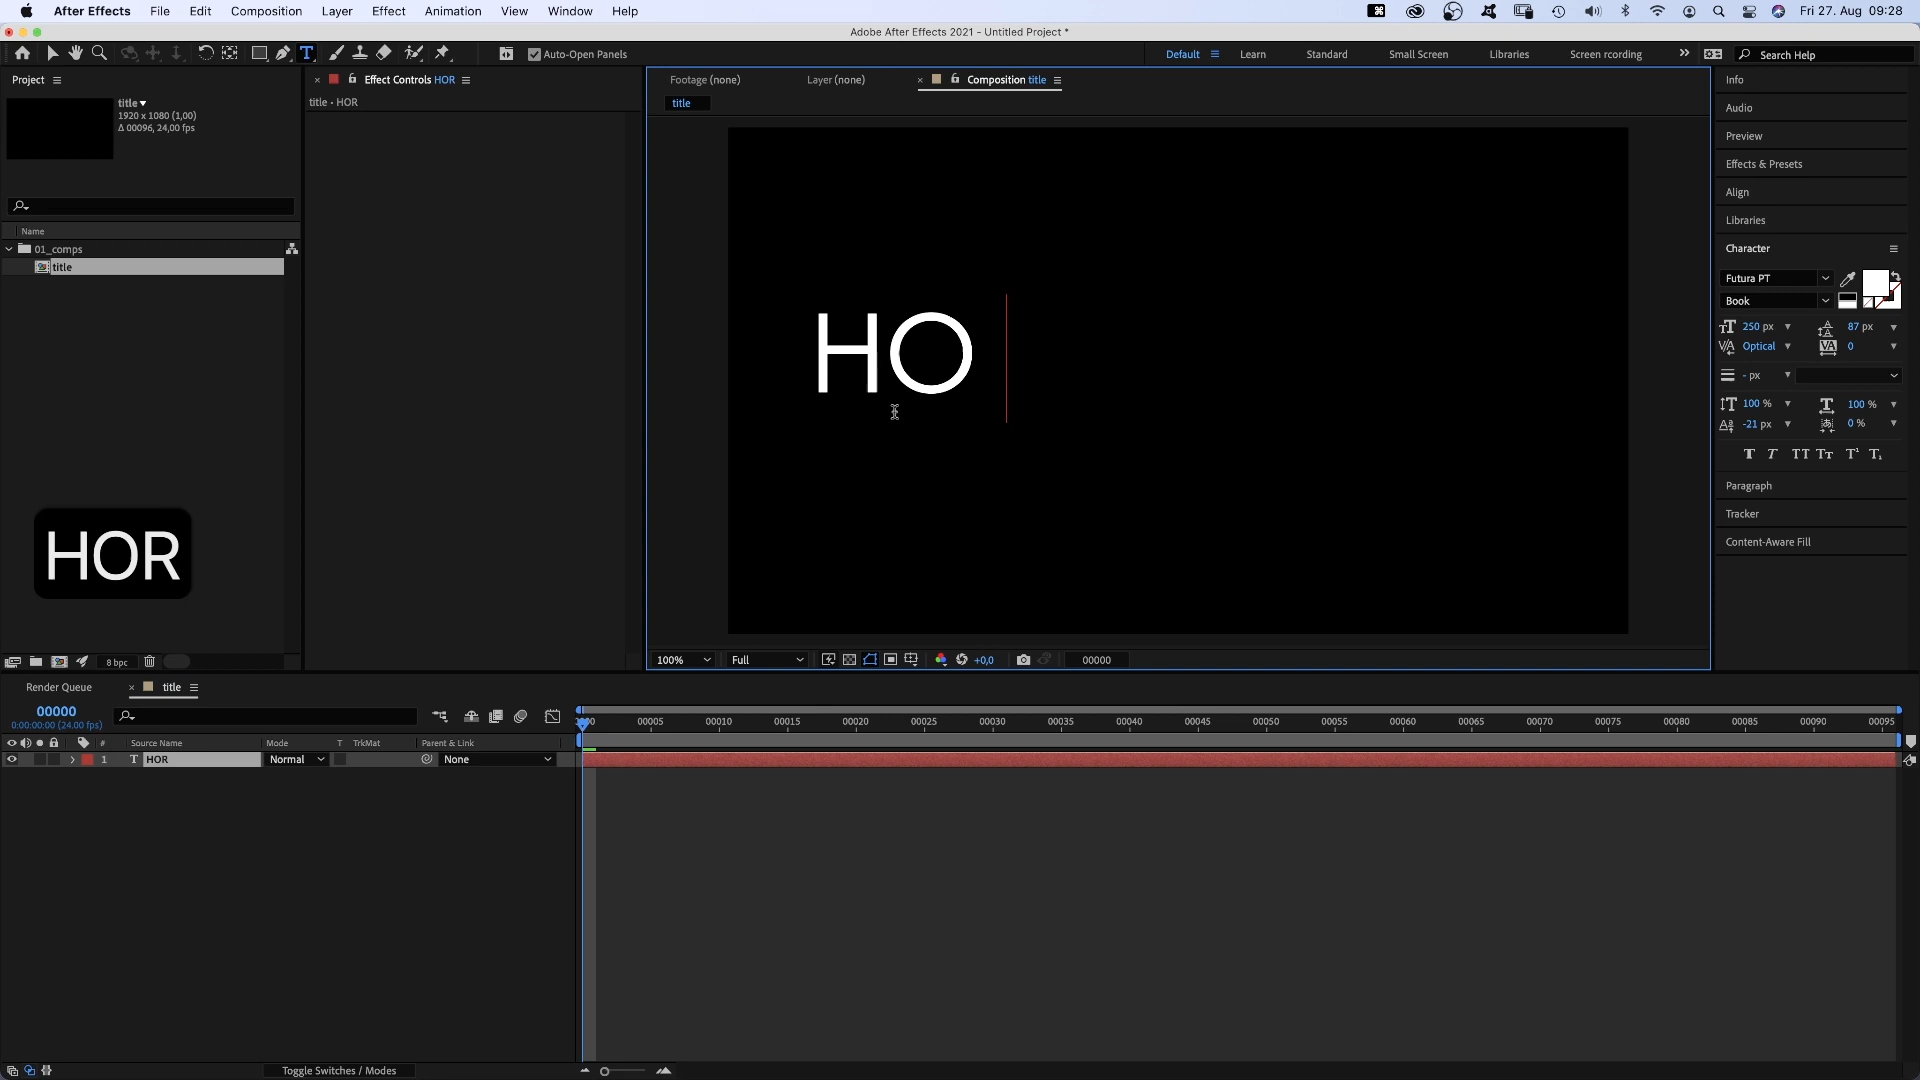 After Effects File Edit Composition Layer Effect Animation View Window Help Fri 27. Aug 09:28
Adobe After Effects 2021 - Untitled Project *
T Auto-Open Panels Default Learn Standard Small Screen Libraries Screen rcording Search Help
Project
title
1920 x 1080 (1,00)
Δ 00096, 24,00 fps
Name
01_comps
title
HOR
8 bpc
Effect Controls HOR
title • HOR
Footage (none) Layer (none) Composition title
title
HO
100% Full +0,0 00000
Info
Audio
Preview
Effects & Presets
Align
Libraries
Character
Futura PT
Book
250 px 87 px
Optical 0
- px
100 % 100 %
-21 px 0 %
T T TT Tr T¹ T₁
Paragraph
Tracker
Content-Aware Fill
Render Queue title
00000
0:00:00:00 (24.00 fps)
00005 00010 00015 00020 00025 00030 00035 00040 00045 00050 00055 00060 00065 00070 00075 00080 00085 00090 00095
# Source Name Mode T TrkMat Parent & Link
1 T HOR Normal None
Toggle Switches / Modes